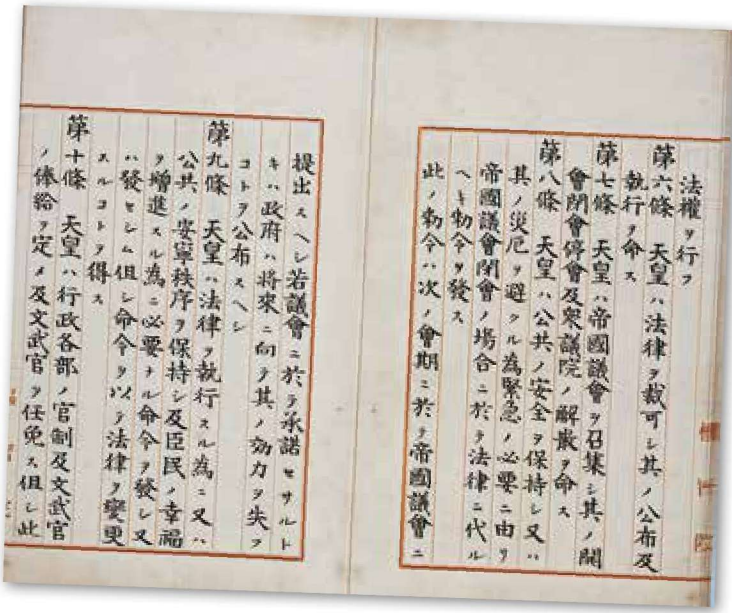 法權ヲ行フ
第六條 天皇ハ法律ヲ裁可シ其ノ公布及
執行ヲ命ス
第七條 天皇ハ帝國議會ヲ召集シ其ノ開
會閉會停會及衆議院ノ解散ヲ命ス
第八條 天皇ハ公共ノ安全ヲ保持シ又ハ
其ノ災厄ヲ避クル為緊急ノ必要ニ由リ
帝國議會閉會ノ場合ニ於テ法律ニ代ル
ヘキ勅令ヲ發ス
此ノ勅令ハ次ノ會期ニ於テ帝國議會ニ
提出スヘシ若議會ニ於テ承諾セサルト
キハ政府ハ將來ニ向テ其ノ効力ヲ失フ
コトヲ公布スヘシ
第九條 天皇ハ法律ヲ執行スル為ニ又ハ
公共ノ安寧秩序ヲ保持シ及臣民ノ幸福
ヲ增進スル為ニ必要ナル命令ヲ發シ又
ハ發セシム但シ命令ヲ以テ法律ヲ變更
スルコトヲ得ス
第十條 天皇ハ行政各部ノ官制及文武官
ノ俸給ヲ定メ及文武官ヲ任免ス但シ此